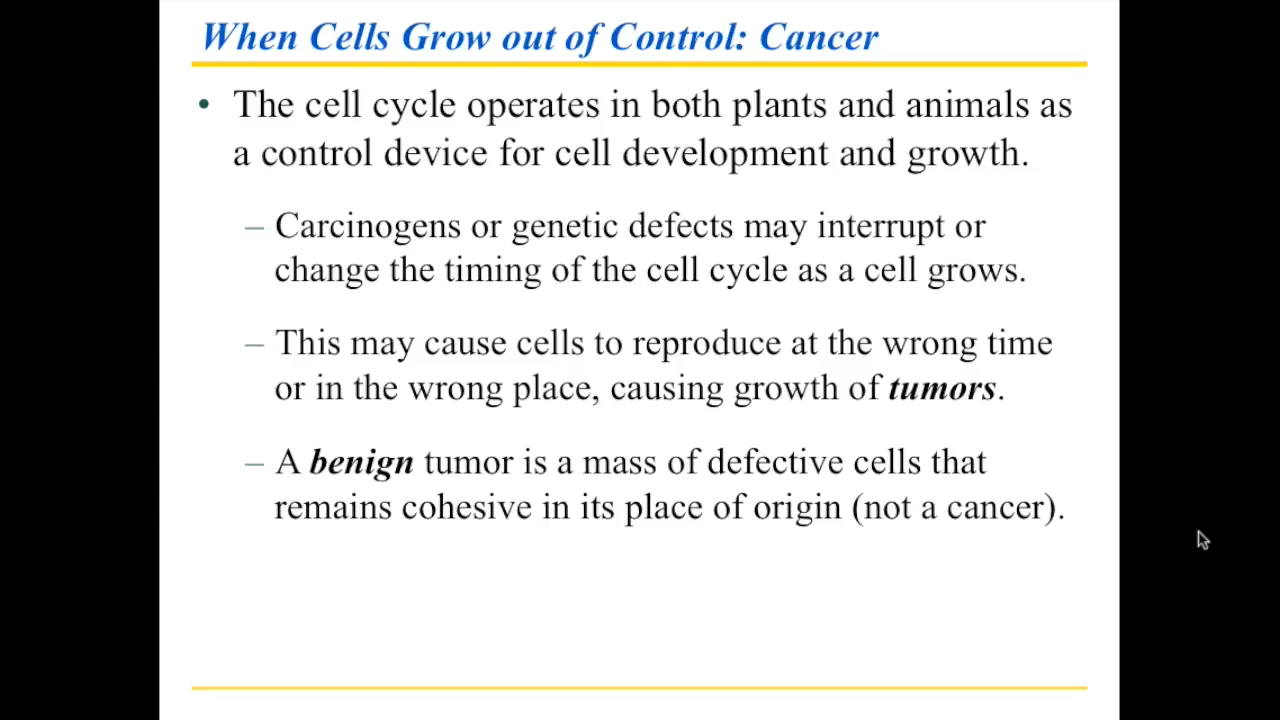 When Cells Grow out of Control: Cancer
• The cell cycle operates in both plants and animals as
a control device for cell development and growth.
– Carcinogens or genetic defects may interrupt or
change the timing of the cell cycle as a cell grows.
– This may cause cells to reproduce at the wrong time
or in the wrong place, causing growth of tumors.
– A benign tumor is a mass of defective cells that
remains cohesive in its place of origin (not a cancer).